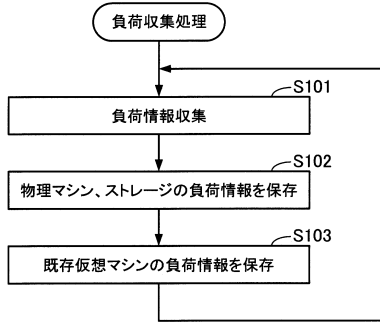 負荷収集処理
S101
負荷情報収集
S102
物理マシン、ストレージの負荷情報を保存
S103
既存仮想マシンの負荷情報を保存